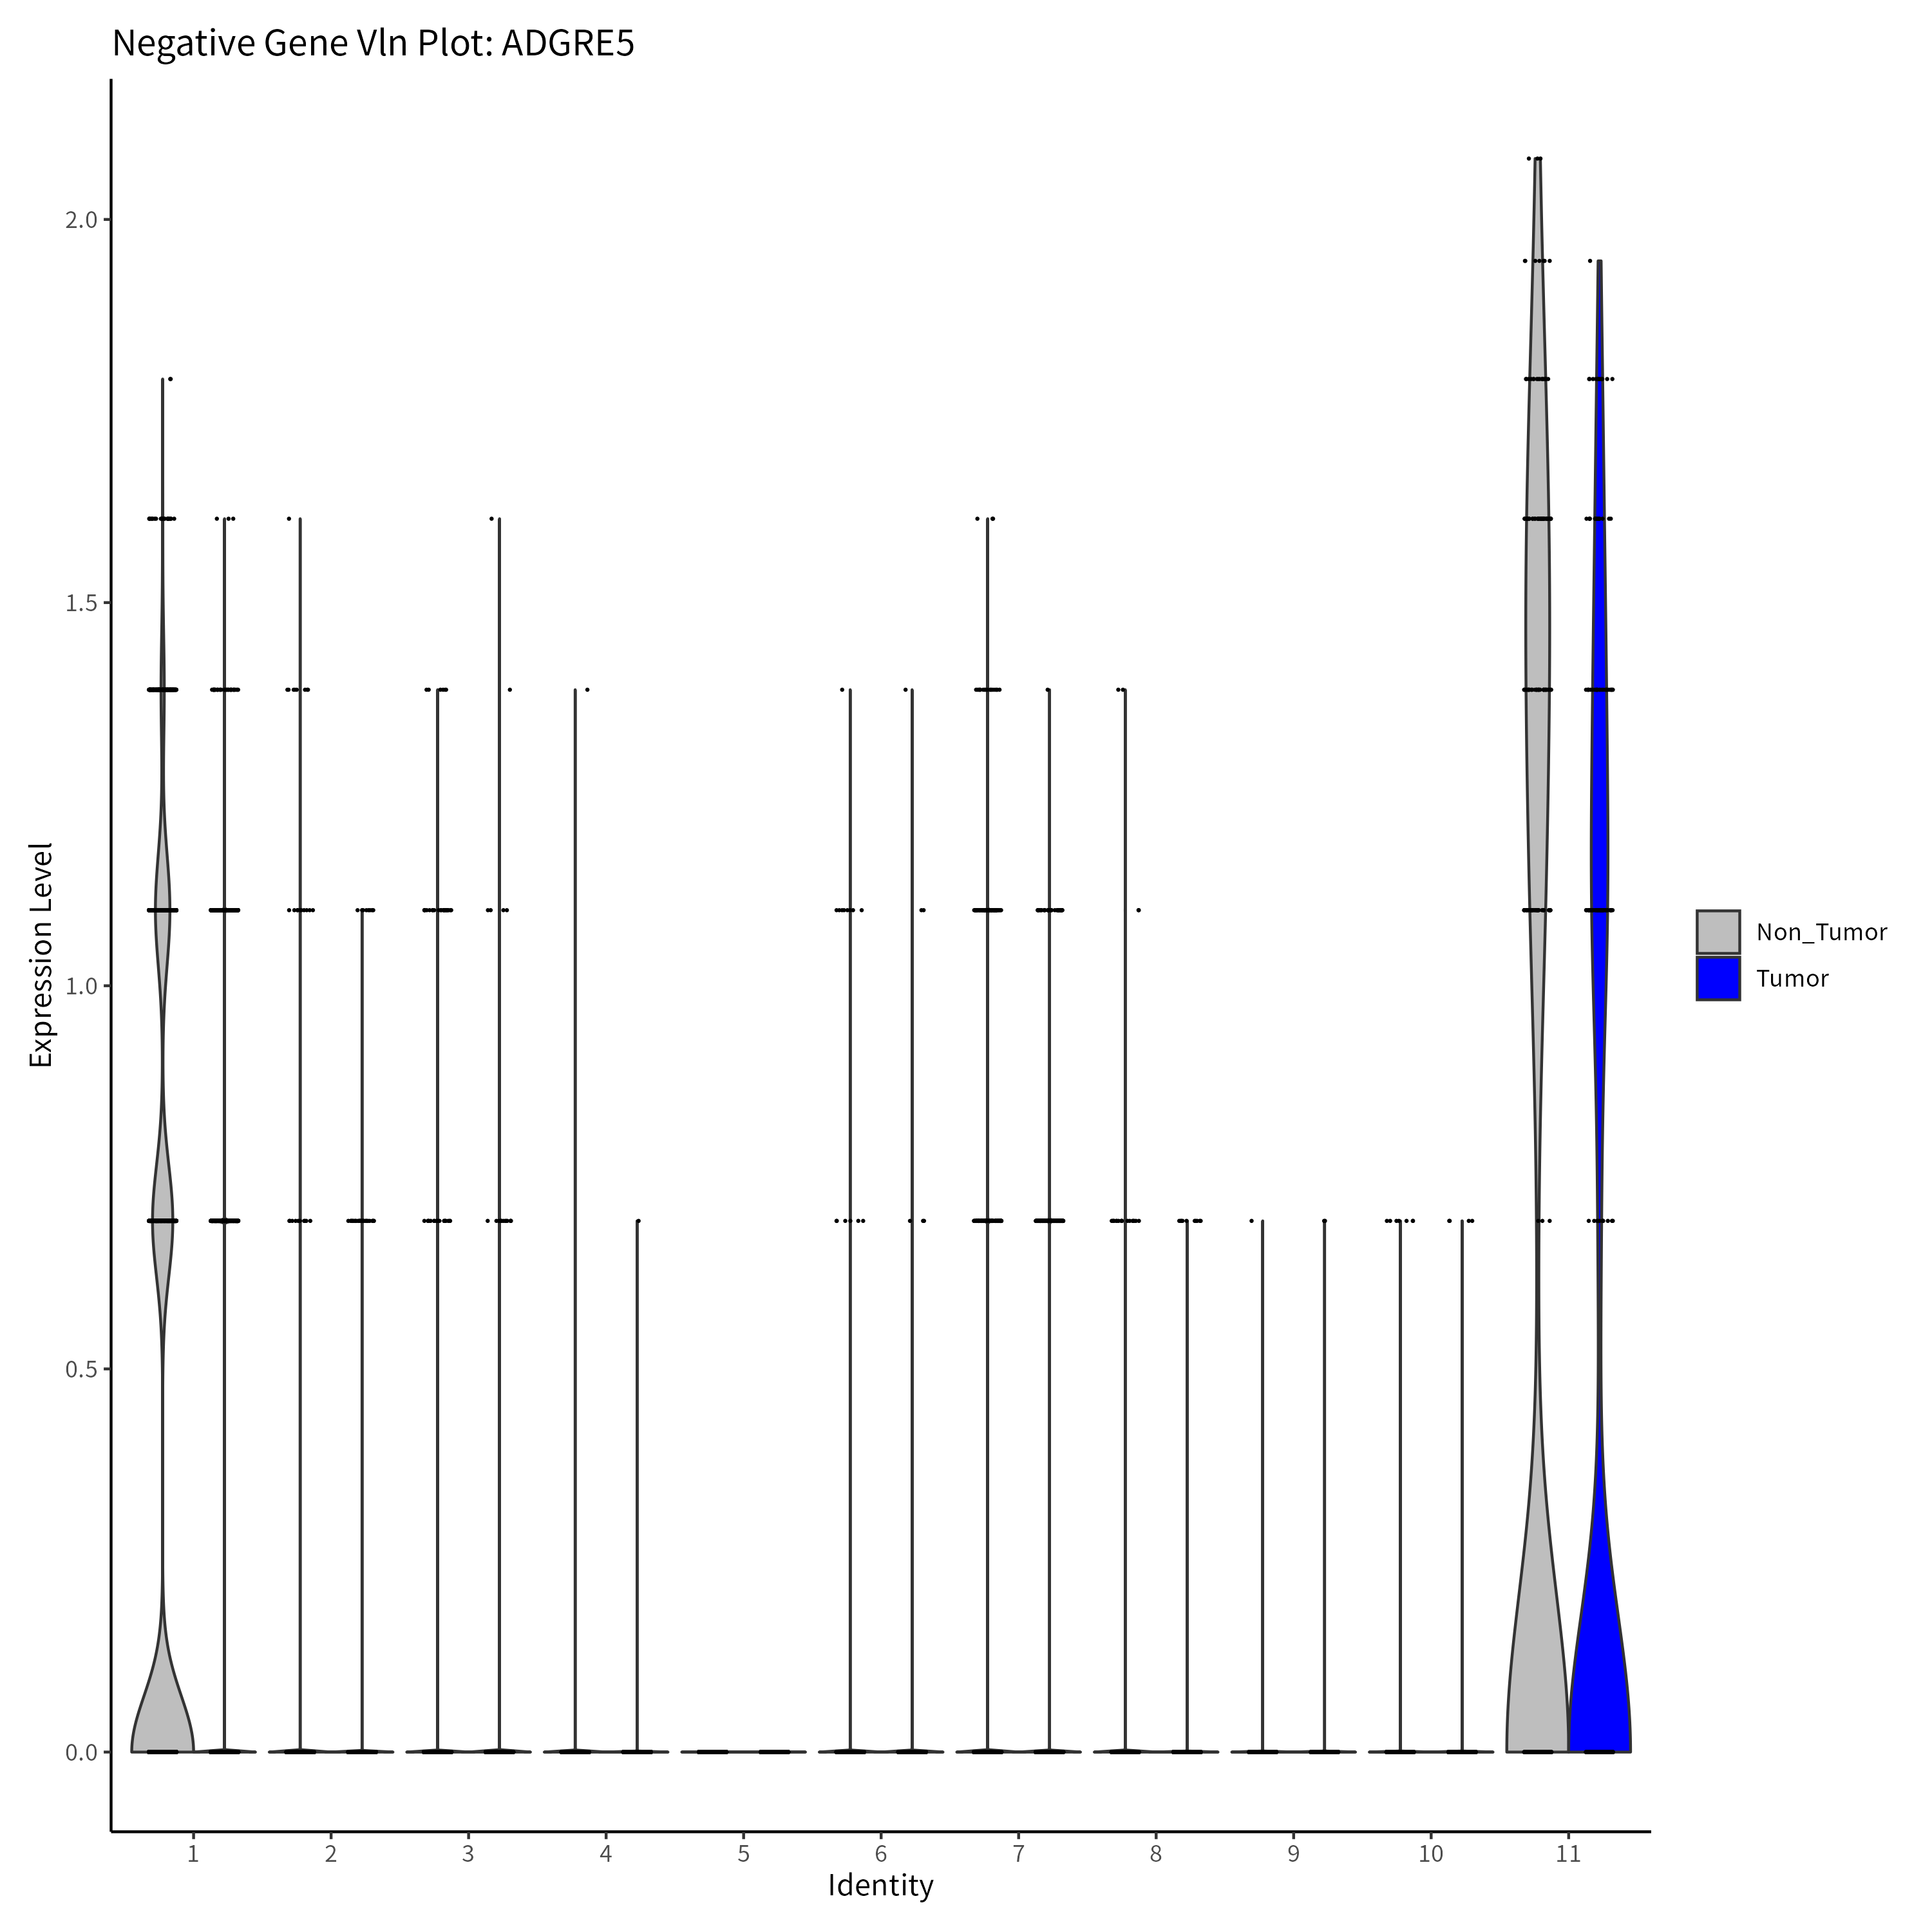 Negative Gene Vln Plot: ADGRE5
2.0
1.5
1.0
0.5
0.0
Expression Level
1 2 3 4 5 6 7 8 9 10 11
Identity
Non_Tumor
Tumor